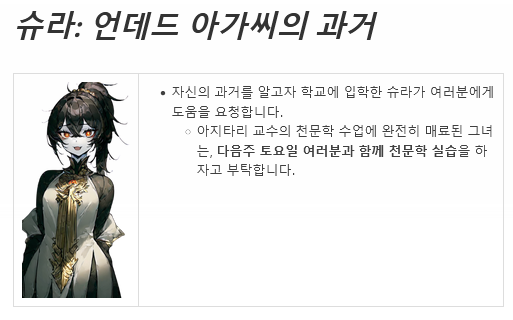 슈라: 언데드 아가씨의 과거
자신의 과거를 알고자 학교에 입학한 슈라가 여러분에게
도움을 요청합니다.
아지타리 교수의 천문학 수업에 완전히 매료된 그녀
는, 다음주 토요일 여러분과 함께 천문학 실습을 하
자고 부탁합니다.